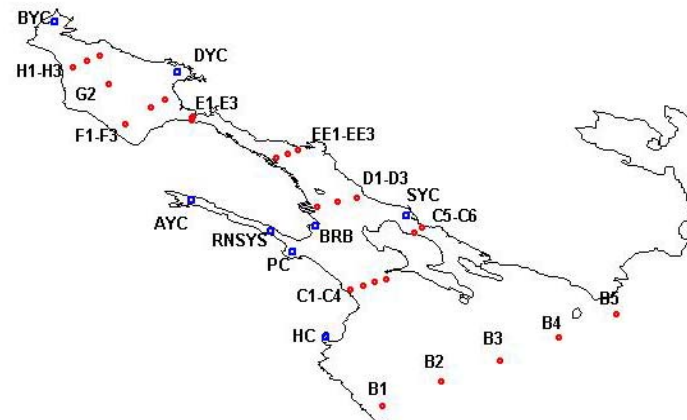 BYC
DYC
H1-H3
G2
E1-E3
F1-F3
EE1-EE3
D1-D3
SYC
C5-C6
AYC
RNSYS
BRB
PC
C1-C4
B5
HC
B4
B3
B2
B1